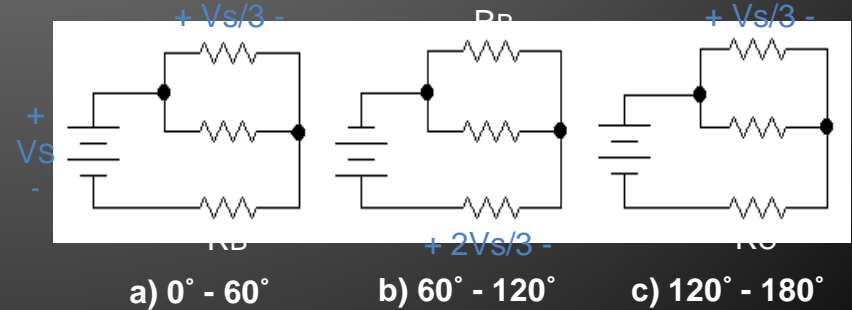 + Vs/3 -
+ Vs/3 -
+
Vs
-
+ 2Vs/3 -
a) 0˚ - 60˚
b) 60˚ - 120˚
c) 120˚ - 180˚